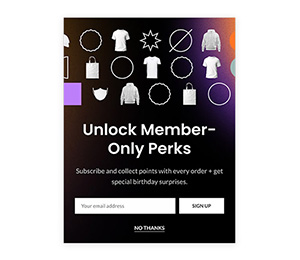 Unlock Member-
Only Perks
Subscribe and collect points with every order + get
special birthday surprises.
Your email address
SIGN UP
NO THANKS